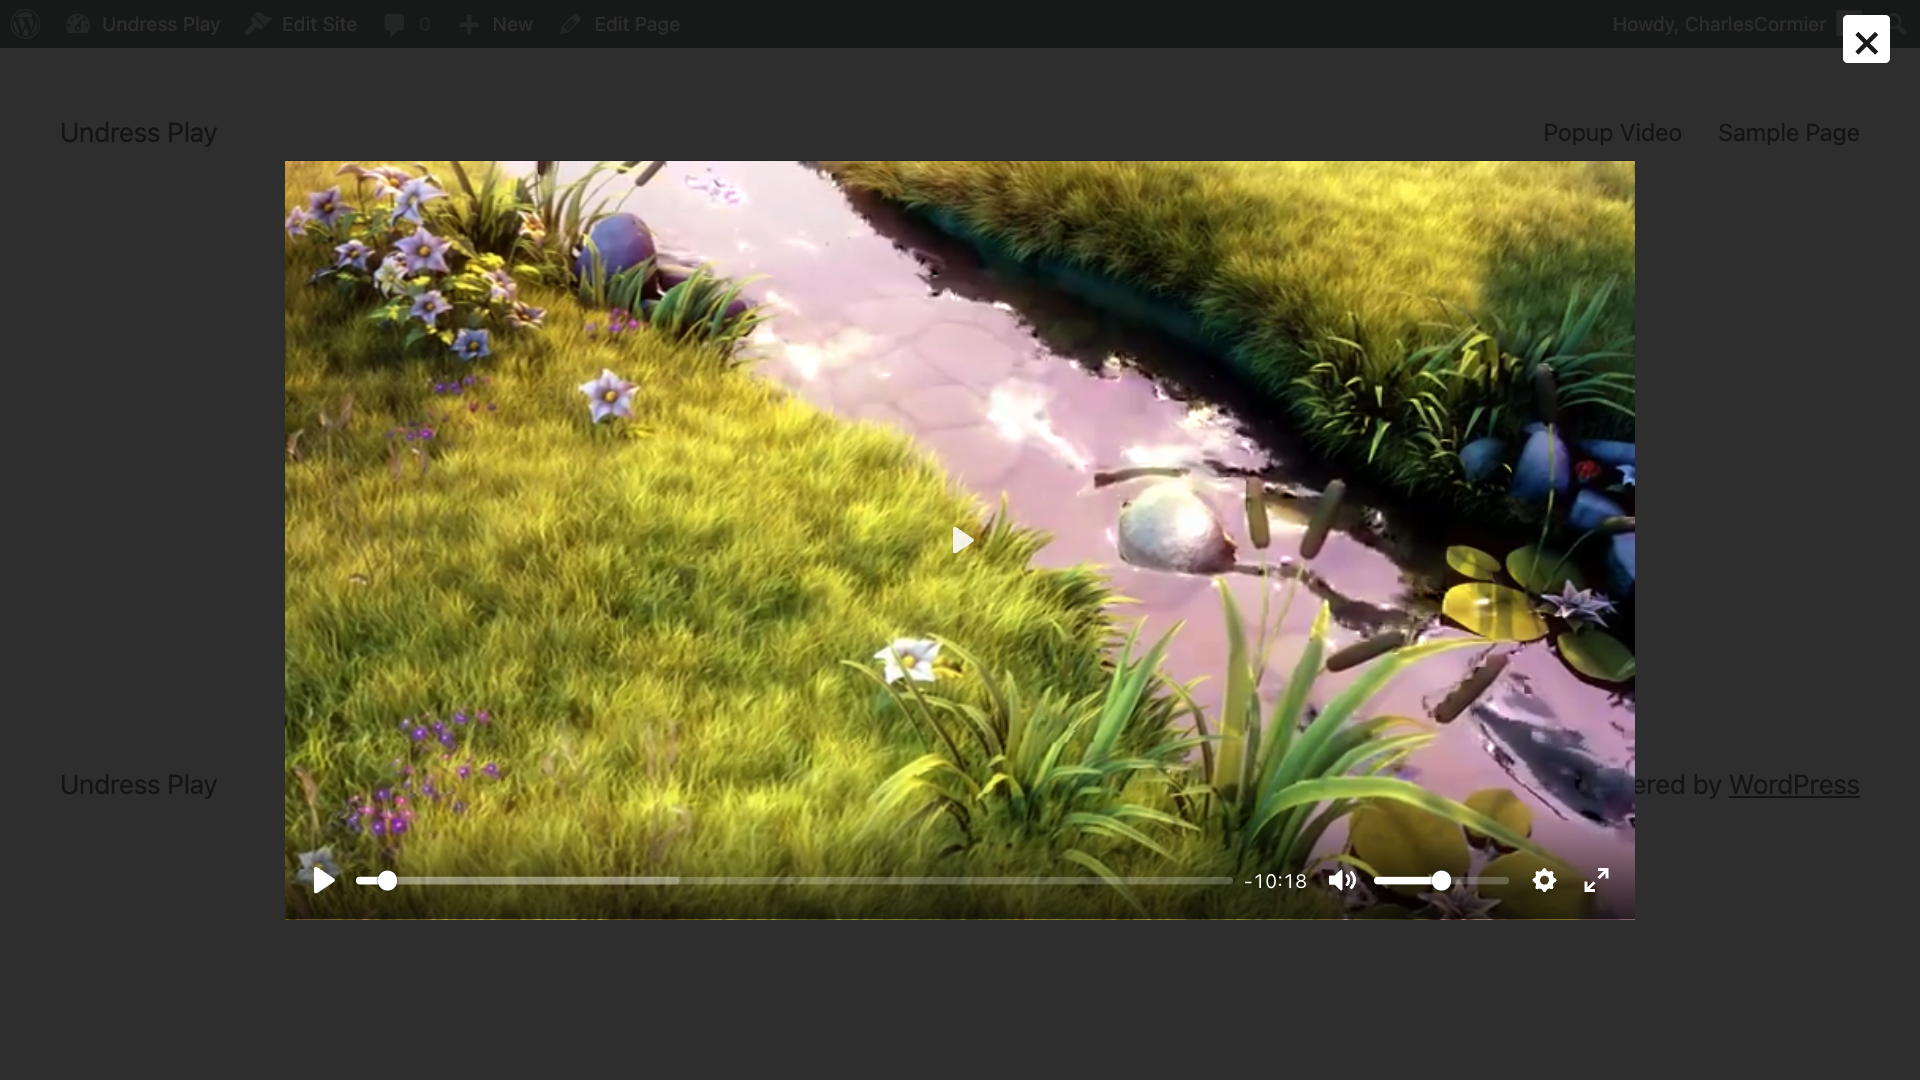 Undress Play Edit Site 0 New Edit Page Howdy, CharlesCormier
Undress Play Popup Video Sample Page
-10:18
Undress Play ered by WordPress